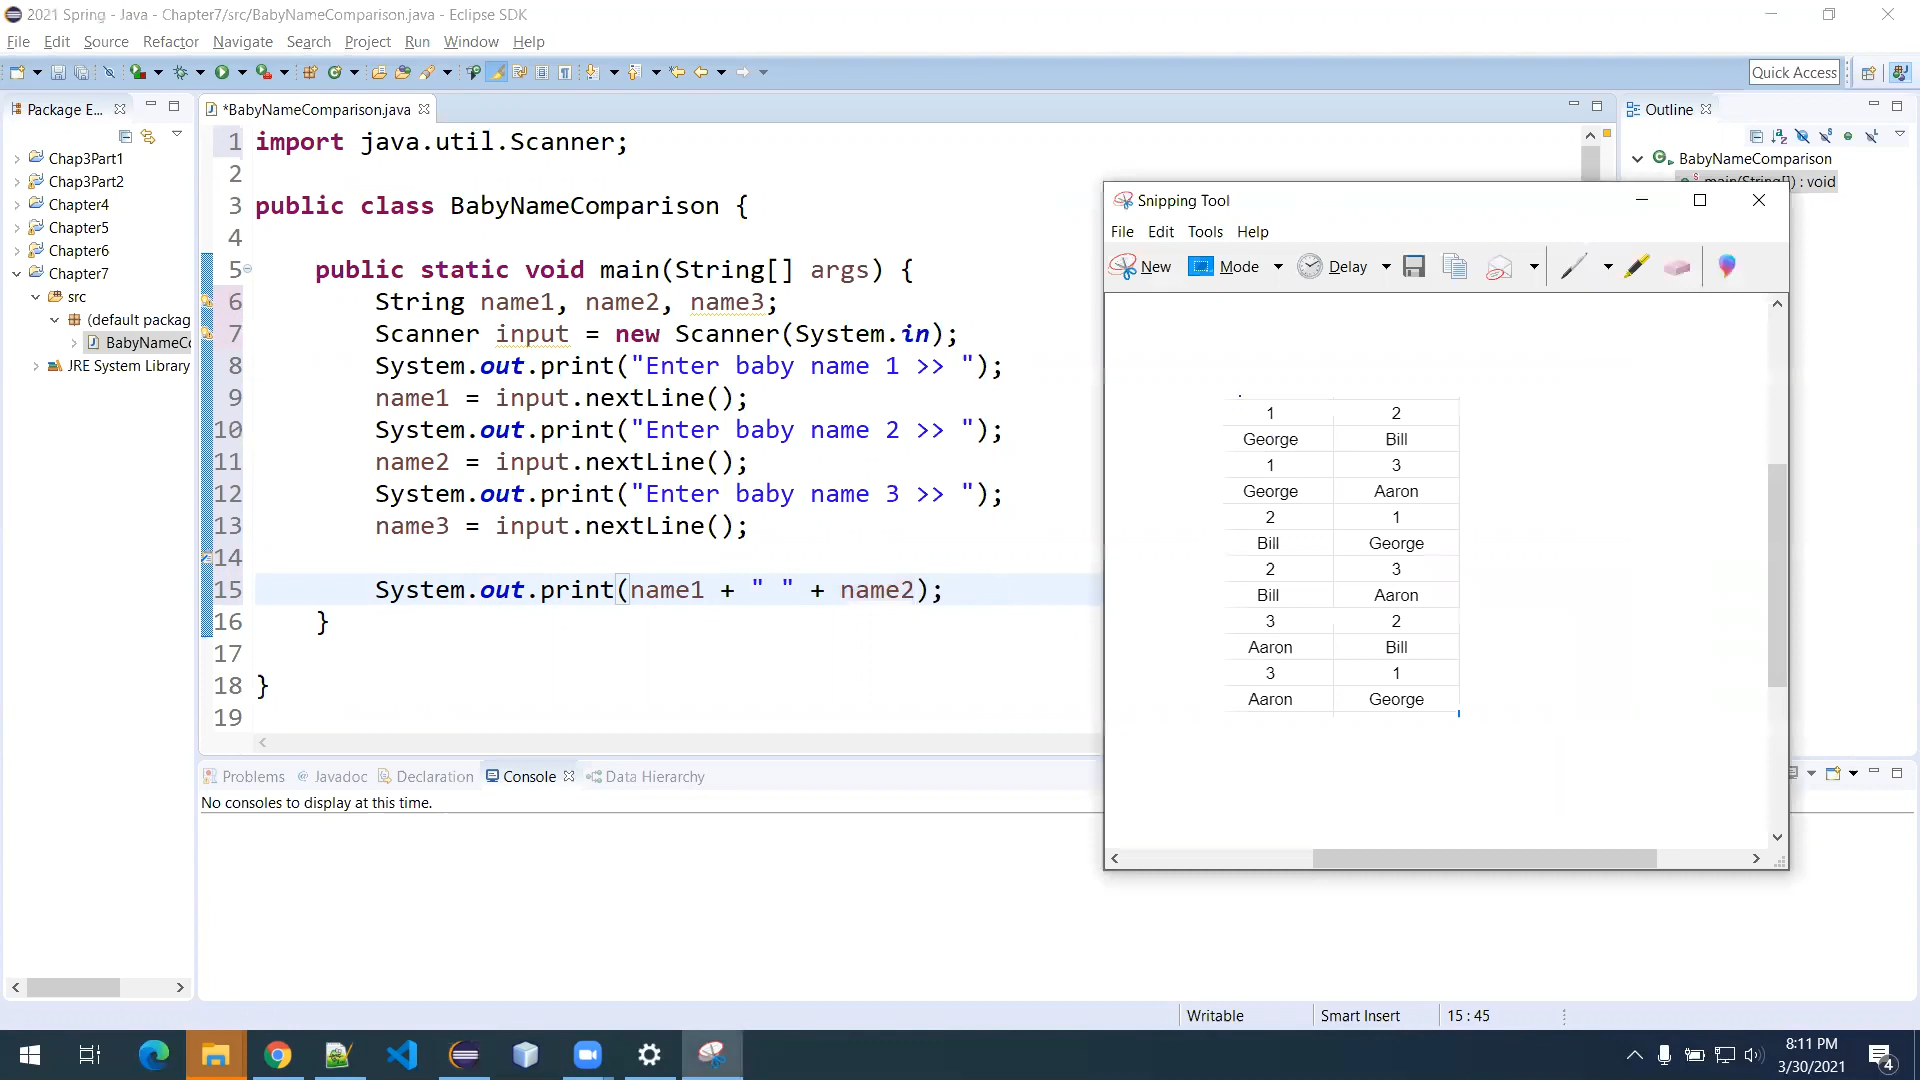 2021 Spring - Java - Chapter7/src/BabyNameComparison.java - Eclipse SDK
File Edit Source Refactor Navigate Search Project Run Window Help
Quick Access
Package E...
Chap3Part1
Chap3Part2
Chapter4
Chapter5
Chapter6
Chapter7
src
(default packag
BabyNameCo
JRE System Library
*BabyNameComparison.java
1 import java.util.Scanner;
2
3 public class BabyNameComparison {
4
5 public static void main(String[] args) {
6 String name1, name2, name3;
7 Scanner input = new Scanner(System.in);
8 System.out.print("Enter baby name 1 >> ");
9 name1 = input.nextLine();
10 System.out.print("Enter baby name 2 >> ");
11 name2 = input.nextLine();
12 System.out.print("Enter baby name 3 >> ");
13 name3 = input.nextLine();
14
15 System.out.print(name1 + " " + name2);
16 }
17
18 }
19
Outline
BabyNameComparison
main(String[]) : void
Snipping Tool
File Edit Tools Help
New Mode Delay
1 2
George Bill
1 3
George Aaron
2 1
Bill George
2 3
Bill Aaron
3 2
Aaron Bill
3 1
Aaron George
Problems @ Javadoc Declaration Console Data Hierarchy
No consoles to display at this time.
Writable Smart Insert 15 : 45
8:11 PM
3/30/2021
4